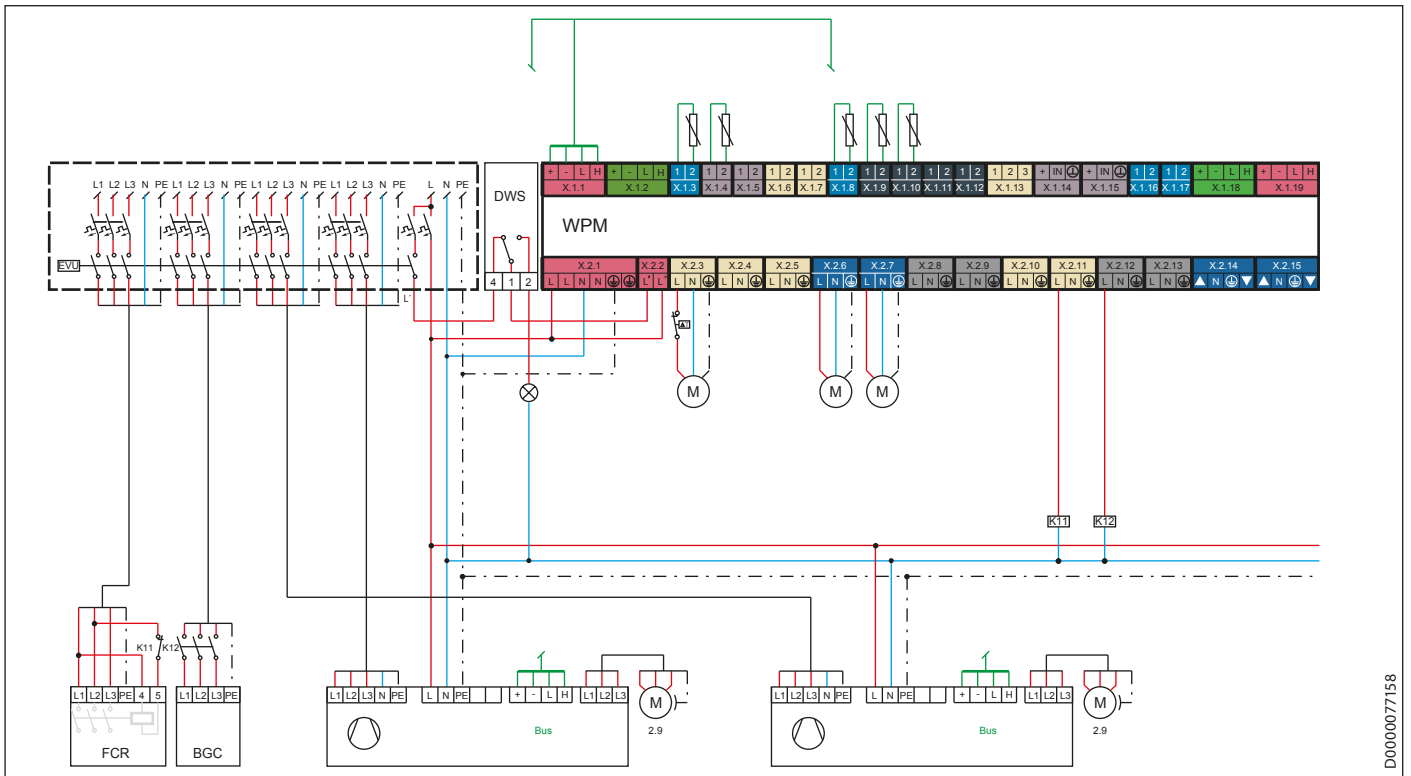 L1 L2 L3 N PE L1 L2 L3 N PE L1 L2 L3 N PE L1 L2 L3 N PE L N PE
EVU
L'
DWS
4 1 2
+ - L H + - L H 1 2 1 2 1 2 1 2 1 2 1 2 1 2 1 2 1 2 1 2 1 2 3 + IN + IN 1 2 1 2 + - L H + - L H
X.1.1 X.1.2 X.1.3 X.1.4 X.1.5 X.1.6 X.1.7 X.1.8 X.1.9 X.1.10 X.1.11 X.1.12 X.1.13 X.1.14 X.1.15 X.1.16 X.1.17 X.1.18 X.1.19
WPM
X.2.1 X.2.2 X.2.3 X.2.4 X.2.5 X.2.6 X.2.7 X.2.8 X.2.9 X.2.10 X.2.11 X.2.12 X.2.13 X.2.14 X.2.15
L L N N L' L' L N L N L N L N L N L N L N L N L N L N L N N N
M M M
K11 K12
K11 K12
L1 L2 L3 PE 4 5
FCR
L1 L2 L3 PE
BGC
L1 L2 L3 N PE L N PE + - L H L1 L2 L3
Bus
M
2.9
L1 L2 L3 N PE L N PE + - L H L1 L2 L3
Bus
M
2.9
D0000077158